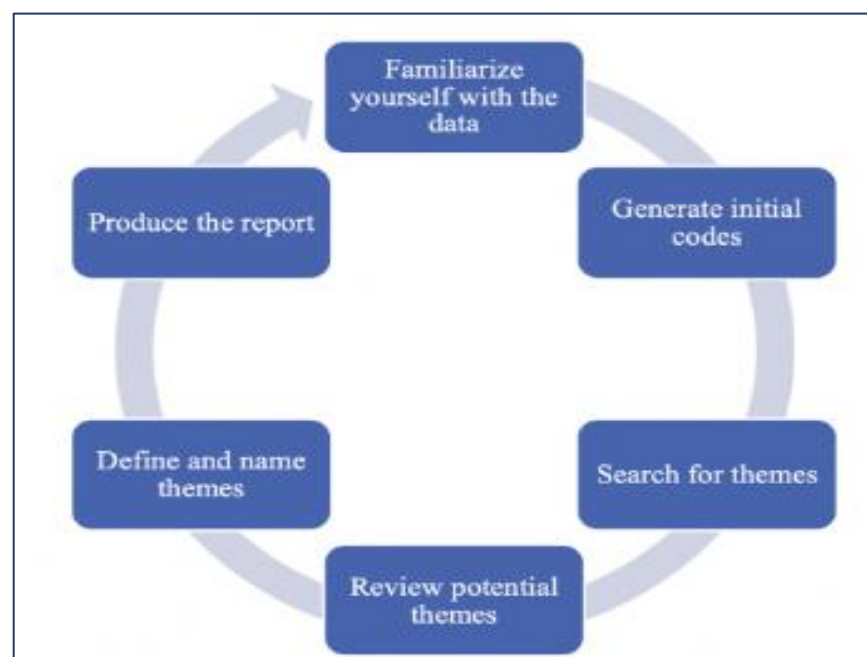 Familiarize
yourself with the
data
Generate initial
codes
Search for themes
Review potential
themes
Define and name
themes
Produce the report